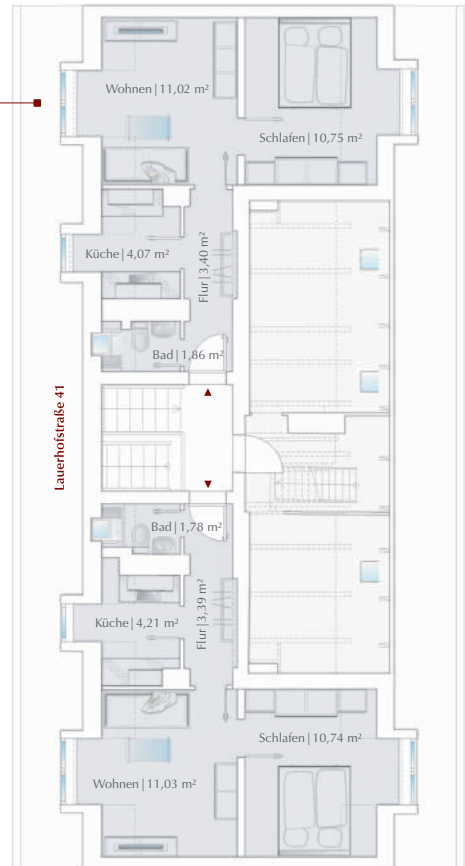 Wohnen | 11,02 m²
Schlafen | 10,75 m²
Küche | 4,07 m²
Flur | 3,40 m²
Bad | 1,86 m²
Lauerhofstraße 41
Bad | 1,78 m²
Flur | 3,39 m²
Küche | 4,21 m²
Schlafen | 10,74 m²
Wohnen | 11,03 m²